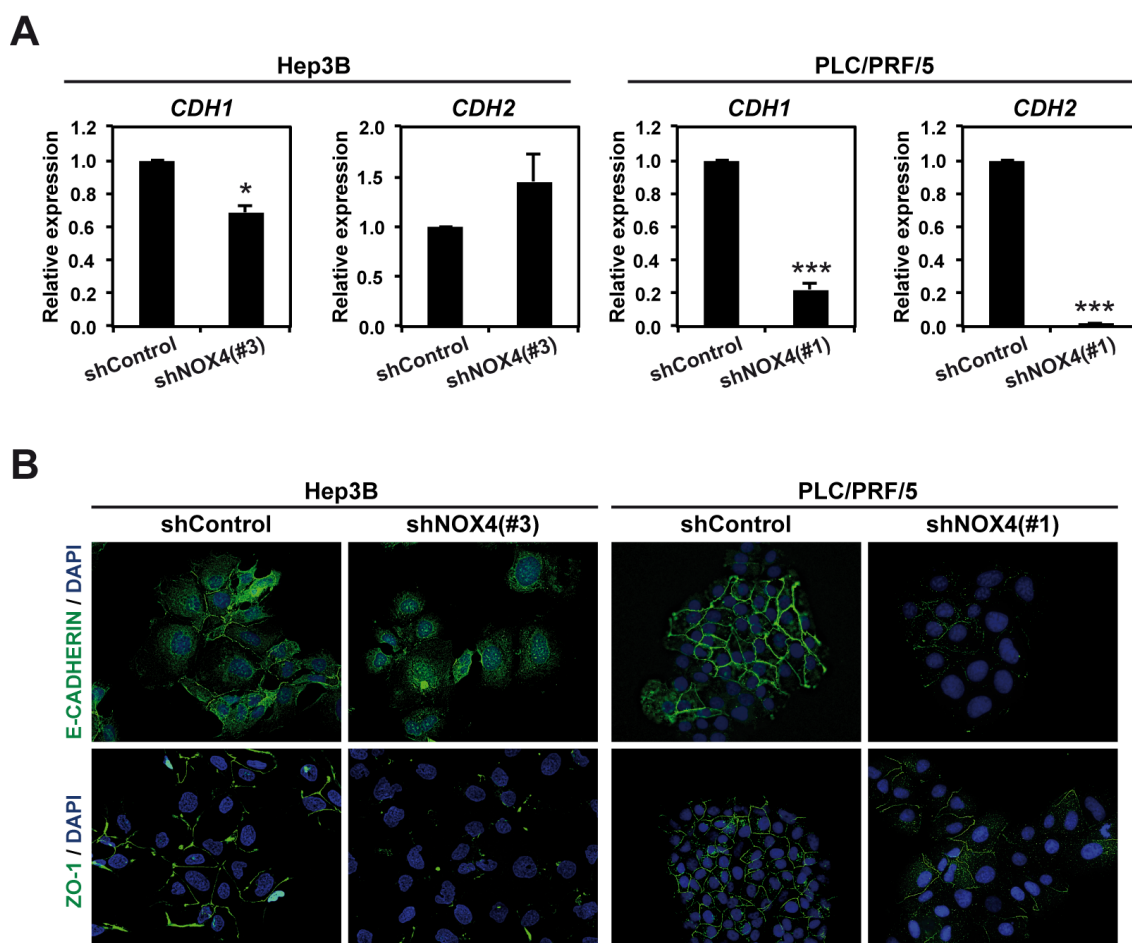 A
Hep3B
PLC/PRF/5
CDH1
CDH2
CDH1
CDH2
Relative expression
1.2
1.0
0.8
0.6
0.4
0.2
0.0
*
shControl
shNOX4(#3)
Relative expression
2.0
1.5
1.0
0.5
0.0
shControl
shNOX4(#3)
Relative expression
1.2
1.0
0.8
0.6
0.4
0.2
0.0
***
shControl
shNOX4(#1)
Relative expression
1.2
1.0
0.8
0.6
0.4
0.2
0.0
***
shControl
shNOX4(#1)
B
Hep3B
PLC/PRF/5
shControl
shNOX4(#3)
shControl
shNOX4(#1)
E-CADHERIN / DAPI
ZO-1 / DAPI